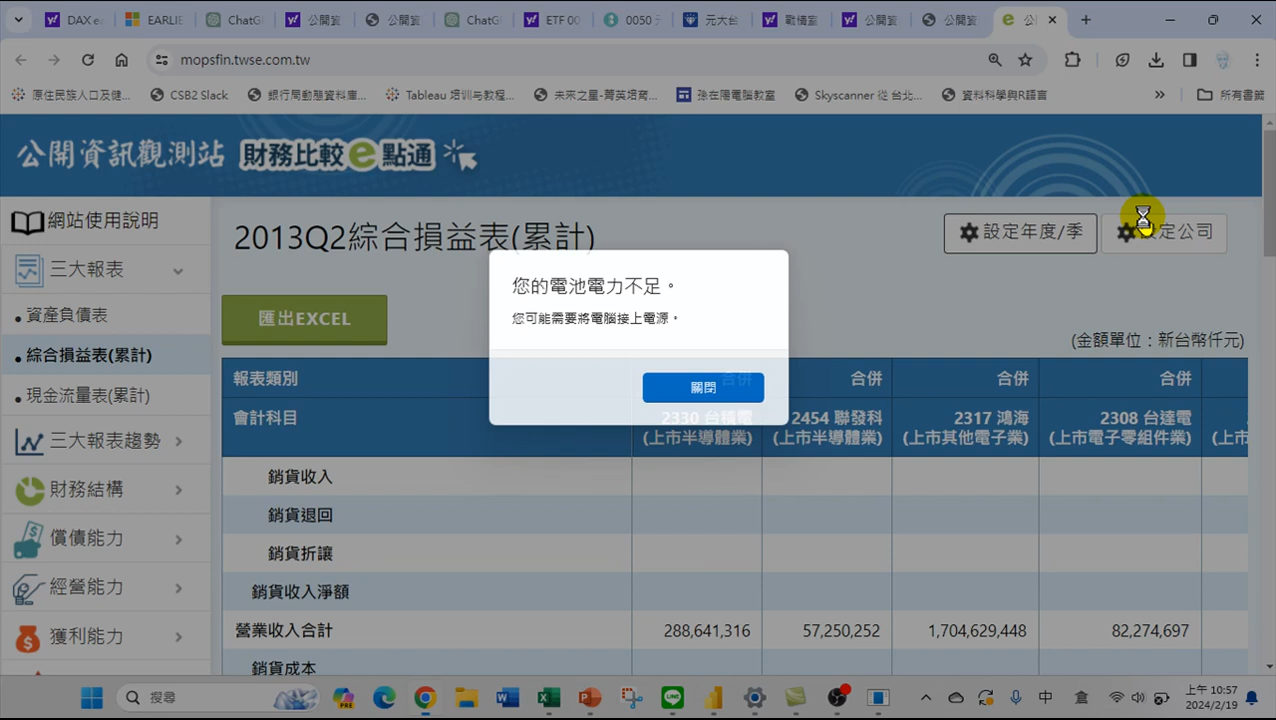 DAX ea
EARLIE
ChatG
公開資
公開資
ChatG
ETF 00
0050 元
元大台
戰情室
公開資
公開資
公
mopsfin.twse.com.tw
原住民族人口及健...
CSB2 Slack
銀行局動態資料庫...
Tableau 培训与教程...
未來之星-菁英培育...
孫在陽電腦教室
Skyscanner 從 台北...
資料科學與R語言
所有書籤
公開資訊觀測站 財務比較e點通
網站使用說明
三大報表
資產負債表
綜合損益表(累計)
現金流量表(累計)
三大報表趨勢
財務結構
償債能力
經營能力
獲利能力
2013Q2綜合損益表(累計)
設定年度/季
設定公司
匯出EXCEL
(金額單位：新台幣仟元)
您的電池電力不足。
您可能需要將電腦接上電源。
關閉
報表類別 合併 合併 合併 合併
會計科目 2330 台積電 2454 聯發科 2317 鴻海 2308 台達電
(上市半導體業) (上市半導體業) (上市其他電子業) (上市電子零組件業) (上市
銷貨收入
銷貨退回
銷貨折讓
銷貨收入淨額
營業收入合計 288,641,316 57,250,252 1,704,629,448 82,274,697
銷貨成本
搜尋
PRE
中
上午 10:57
2024/2/19